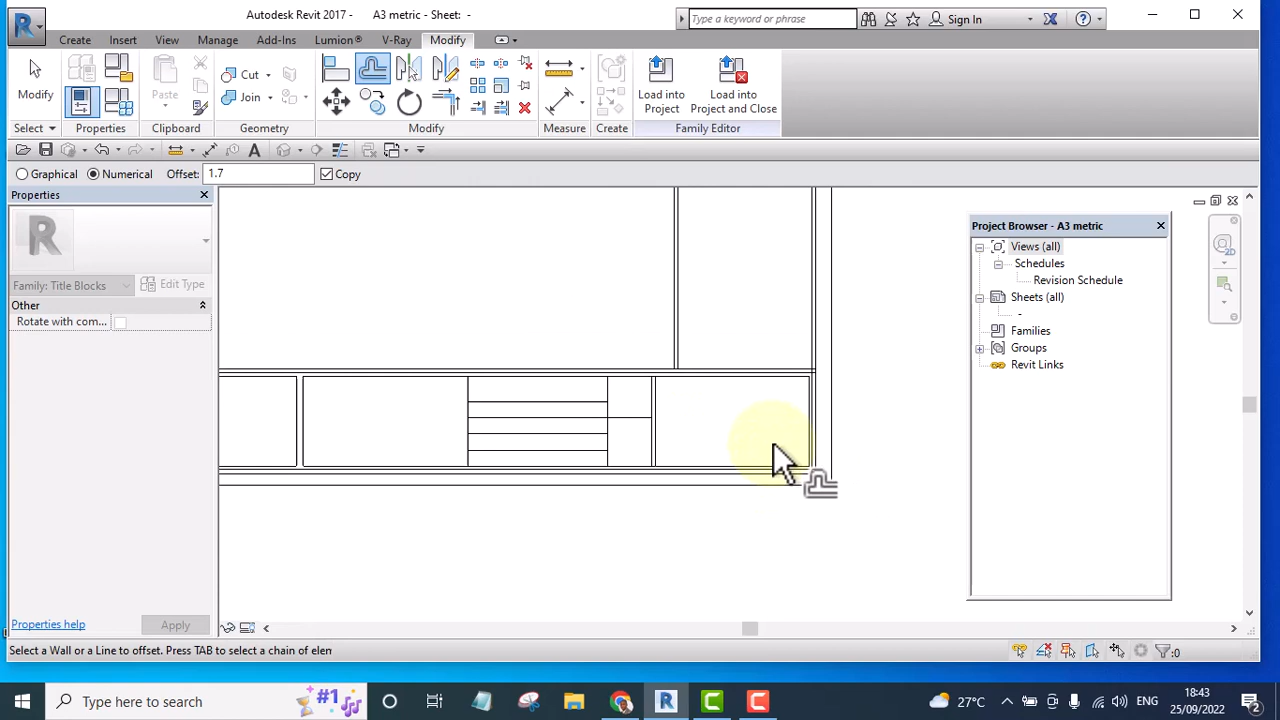 Autodesk Revit 2017 - A3 metric - Sheet: -
Type a keyword or phrase
Sign In
Create Insert View Manage Add-Ins Lumion® V-Ray Modify
Modify
Paste
Cut
Join
Load into Project
Load into Project and Close
Select Properties Clipboard Geometry Modify Measure Create Family Editor
Graphical Numerical Offset: 1.7 Copy
Properties
Family: Title Blocks
Edit Type
Other
Rotate with com...
Properties help
Apply
Project Browser - A3 metric
Views (all)
Schedules
Revision Schedule
Sheets (all)
-
Families
Groups
Revit Links
Select a Wall or a Line to offset. Press TAB to select a chain of elen
:0
Type here to search
#1
27°C
ENG
18:43
25/09/2022
2